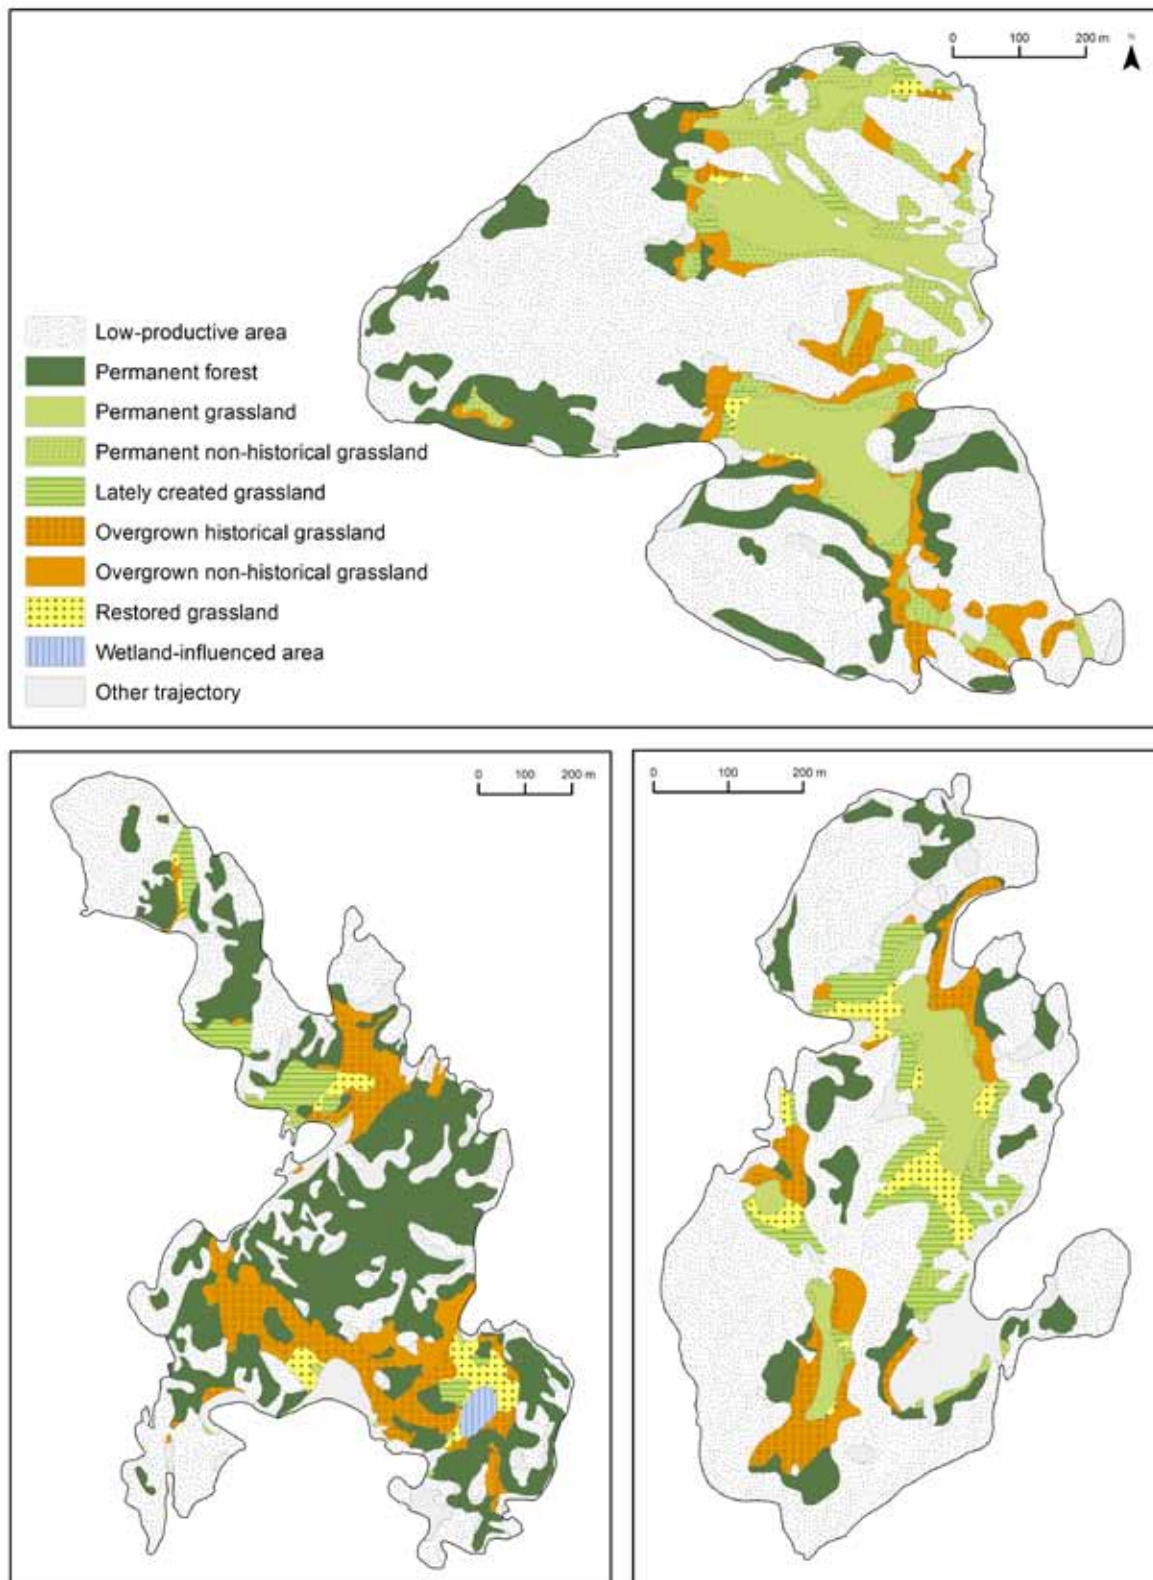 0 100 200 m N
Low-productive area
Permanent forest
Permanent grassland
Permanent non-historical grassland
Lately created grassland
Overgrown historical grassland
Overgrown non-historical grassland
Restored grassland
Wetland-influenced area
Other trajectory
0 100 200 m
0 100 200 m